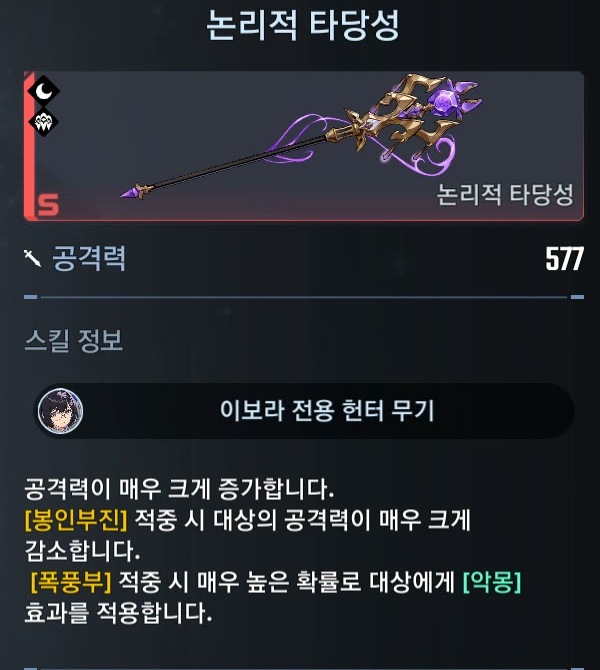 논리적 타당성
S
논리적 타당성
공격력 577
스킬 정보
이보라 전용 헌터 무기
공격력이 매우 크게 증가합니다.
[봉인부진] 적중 시 대상의 공격력이 매우 크게
감소합니다.
[폭풍부] 적중 시 매우 높은 확률로 대상에게 [악몽]
효과를 적용합니다.